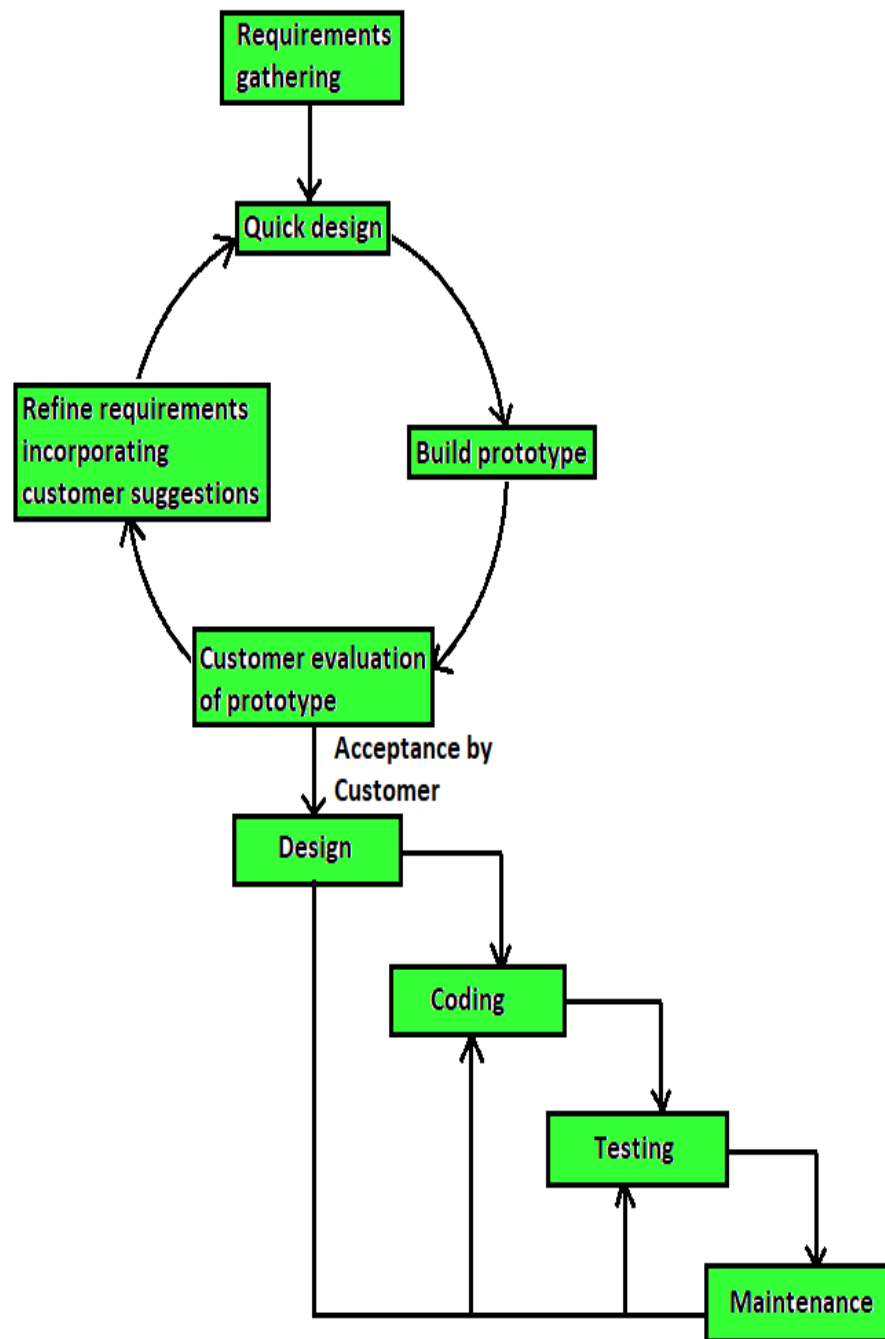 Requirements
gathering
Quick design
Build prototype
Refine requirements
incorporating
customer suggestions
Customer evaluation
of prototype
Acceptance by
Customer
Design
Coding
Testing
Maintenance